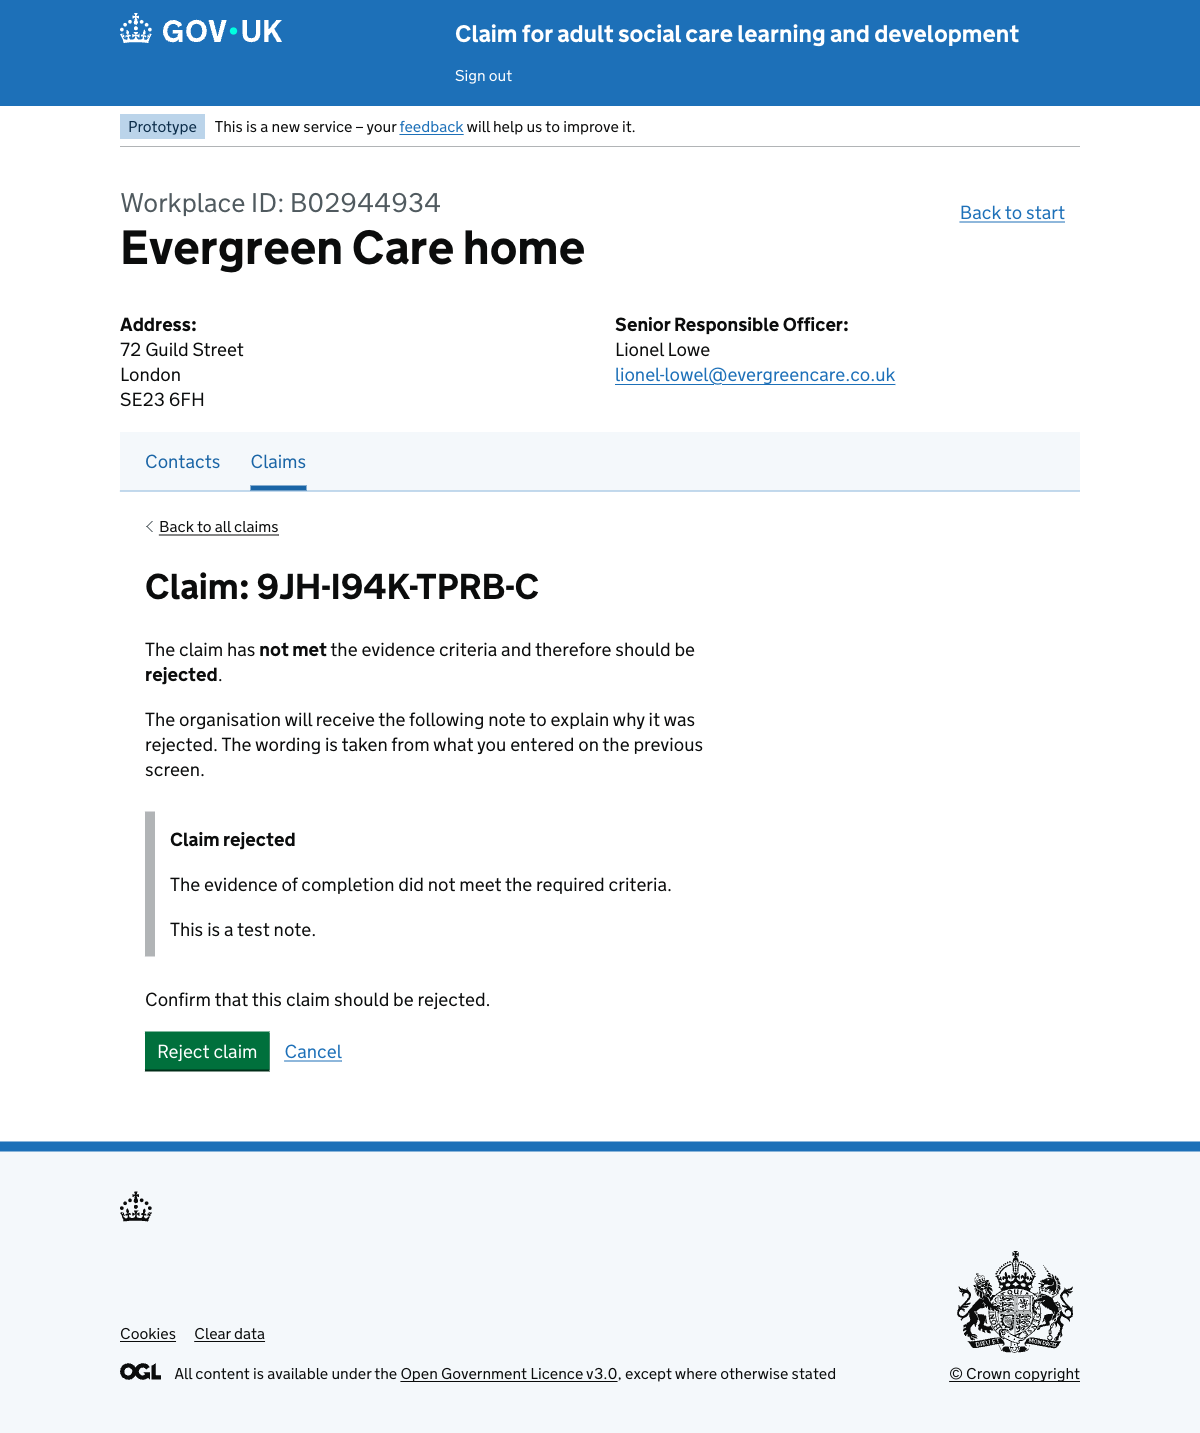 GOV•UK
Claim for adult social care learning and development
Sign out
Prototype This is a new service – your feedback will help us to improve it.
Workplace ID: B02944934
Evergreen Care home
Back to start
Address:
72 Guild Street
London
SE23 6FH
Senior Responsible Officer:
Lionel Lowe
lionel-lowel@evergreencare.co.uk
Contacts Claims
Back to all claims
Claim: 9JH-I94K-TPRB-C
The claim has not met the evidence criteria and therefore should be
rejected.
The organisation will receive the following note to explain why it was
rejected. The wording is taken from what you entered on the previous
screen.
Claim rejected
The evidence of completion did not meet the required criteria.
This is a test note.
Confirm that this claim should be rejected.
Reject claim Cancel
Cookies Clear data
OGL All content is available under the Open Government Licence v3.0, except where otherwise stated
© Crown copyright